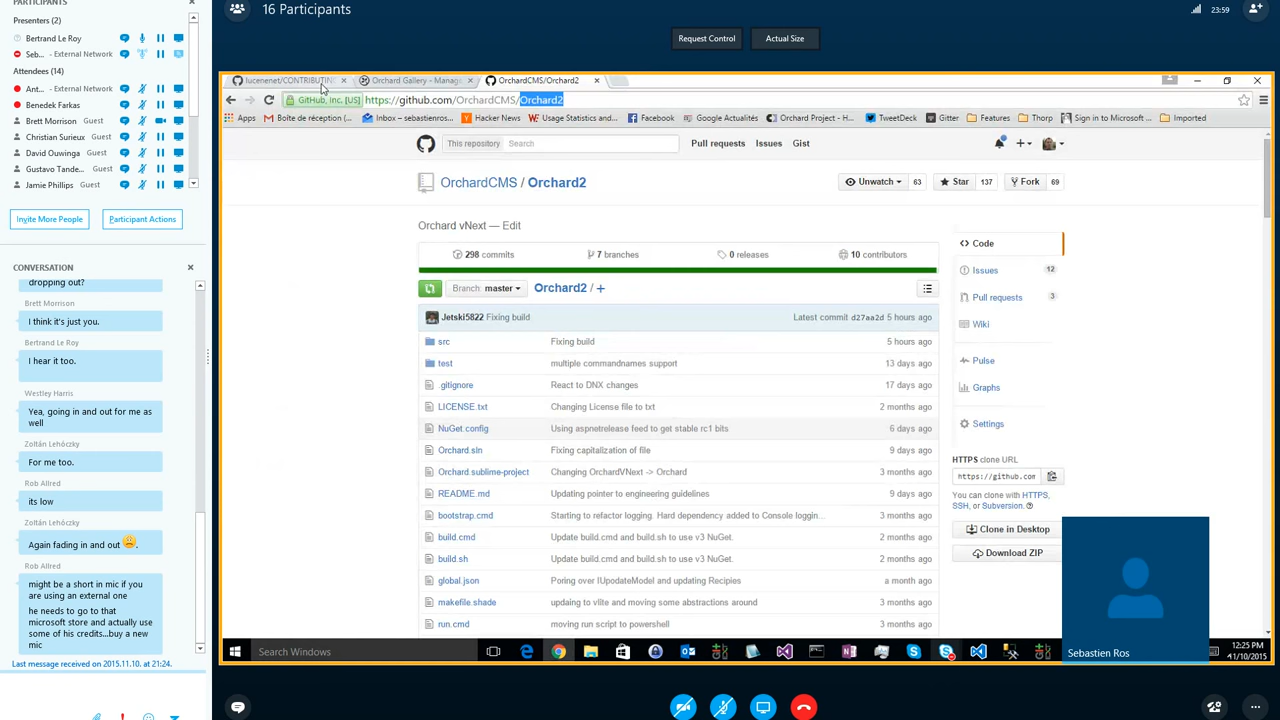 PARTICIPANTS
Presenters (2)
Bertrand Le Roy
Seb... - External Network
Attendees (14)
Ant... - External Network
Benedek Farkas
Brett Morrison Guest
Christian Surieux Guest
David Ouwinga Guest
Gustavo Tande... Guest
Jamie Phillips Guest
Invite More People
Participant Actions
CONVERSATION
dropping out?
Brett Morrison
I think it's just you.
Bertrand Le Roy
I hear it too.
Westley Harris
Yea, going in and out for me as
well
Zoltán Lehóczky
For me too.
Rob Allred
its low
Zoltán Lehóczky
Again fading in and out .
Rob Allred
might be a short in mic if you
are using an external one
he needs to go to that
microsoft store and actually use
some of his credits...buy a new
mic
Last message received on 2015.11.10. at 21:24.
16 Participants
23:59
Request Control
Actual Size
lucenenet/CONTRIBUTING
Orchard Gallery - Manage
OrchardCMS/Orchard2
GitHub, Inc. [US]
https://github.com/OrchardCMS/Orchard2
Apps
Boîte de réception (...
Inbox – sebastienros...
Hacker News
Usage Statistics and...
Facebook
Google Actualités
Orchard Project - H...
TweetDeck
Gitter
Features
Thorp
Sign in to Microsoft ...
Imported
This repository
Search
Pull requests
Issues
Gist
OrchardCMS / Orchard2
Unwatch
63
Star
137
Fork
69
Orchard vNext — Edit
298 commits
7 branches
0 releases
10 contributors
Branch: master
Orchard2 / +
Jetski5822 Fixing build
Latest commit d27aa2d 5 hours ago
src Fixing build 5 hours ago
test multiple commandnames support 13 days ago
.gitignore React to DNX changes 17 days ago
LICENSE.txt Changing License file to txt 2 months ago
NuGet.config Using aspnetrelease feed to get stable rc1 bits 6 days ago
Orchard.sln Fixing capitalization of file 9 days ago
Orchard.sublime-project Changing OrchardVNext -> Orchard 3 months ago
README.md Updating pointer to engineering guidelines 9 days ago
bootstrap.cmd Starting to refactor logging. Hard dependency added to Console loggin... 3 months ago
build.cmd Update build.cmd and build.sh to use v3 NuGet. 3 months ago
build.sh Update build.cmd and build.sh to use v3 NuGet. 3 months ago
global.json Poring over IUpdateModel and updating Recipies a month ago
makefile.shade updaing to vlite and moving some abstractions around 3 months ago
run.cmd moving run script to powershell 3 months ago
Code
Issues 12
Pull requests 3
Wiki
Pulse
Graphs
Settings
HTTPS clone URL
https://github.con
You can clone with HTTPS,
SSH, or Subversion.
Clone in Desktop
Download ZIP
Sebastien Ros
Search Windows
12:25 PM
11/10/2015